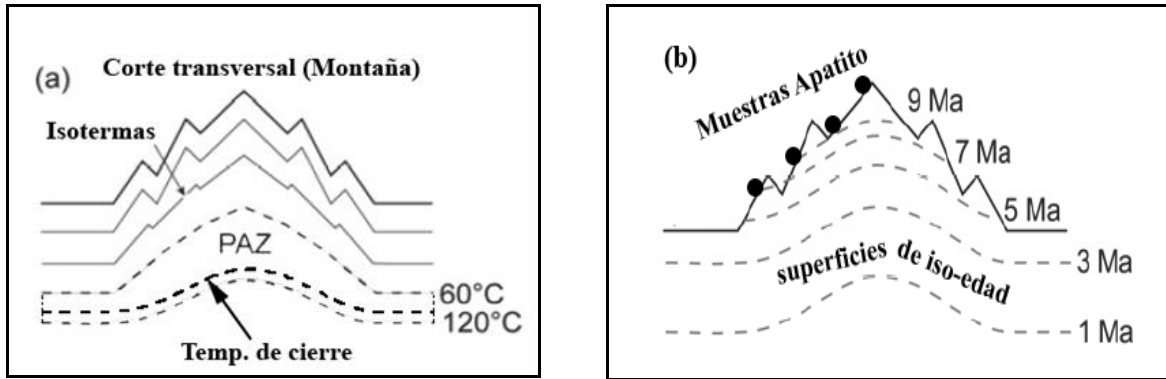 (a)
Corte transversal (Montaña)
Isotermas
PAZ
60°C
120°C
Temp. de cierre
(b)
Muestras Apatito
9 Ma
7 Ma
5 Ma
3 Ma
superficies de iso-edad
1 Ma